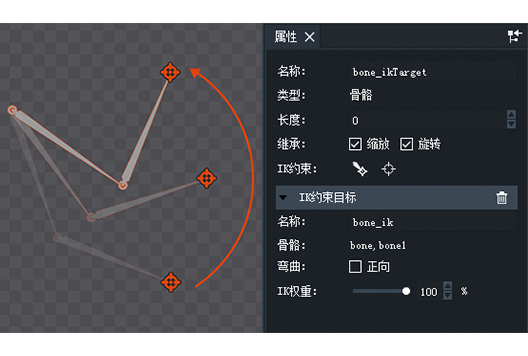 属性
名称: bone_ikTarget
类型: 骨骼
长度: 0
继承: 缩放 旋转
IK约束:
IK约束目标
名称: bone_ik
骨骼: bone,bone1
弯曲: 正向
IK权重: 100 %